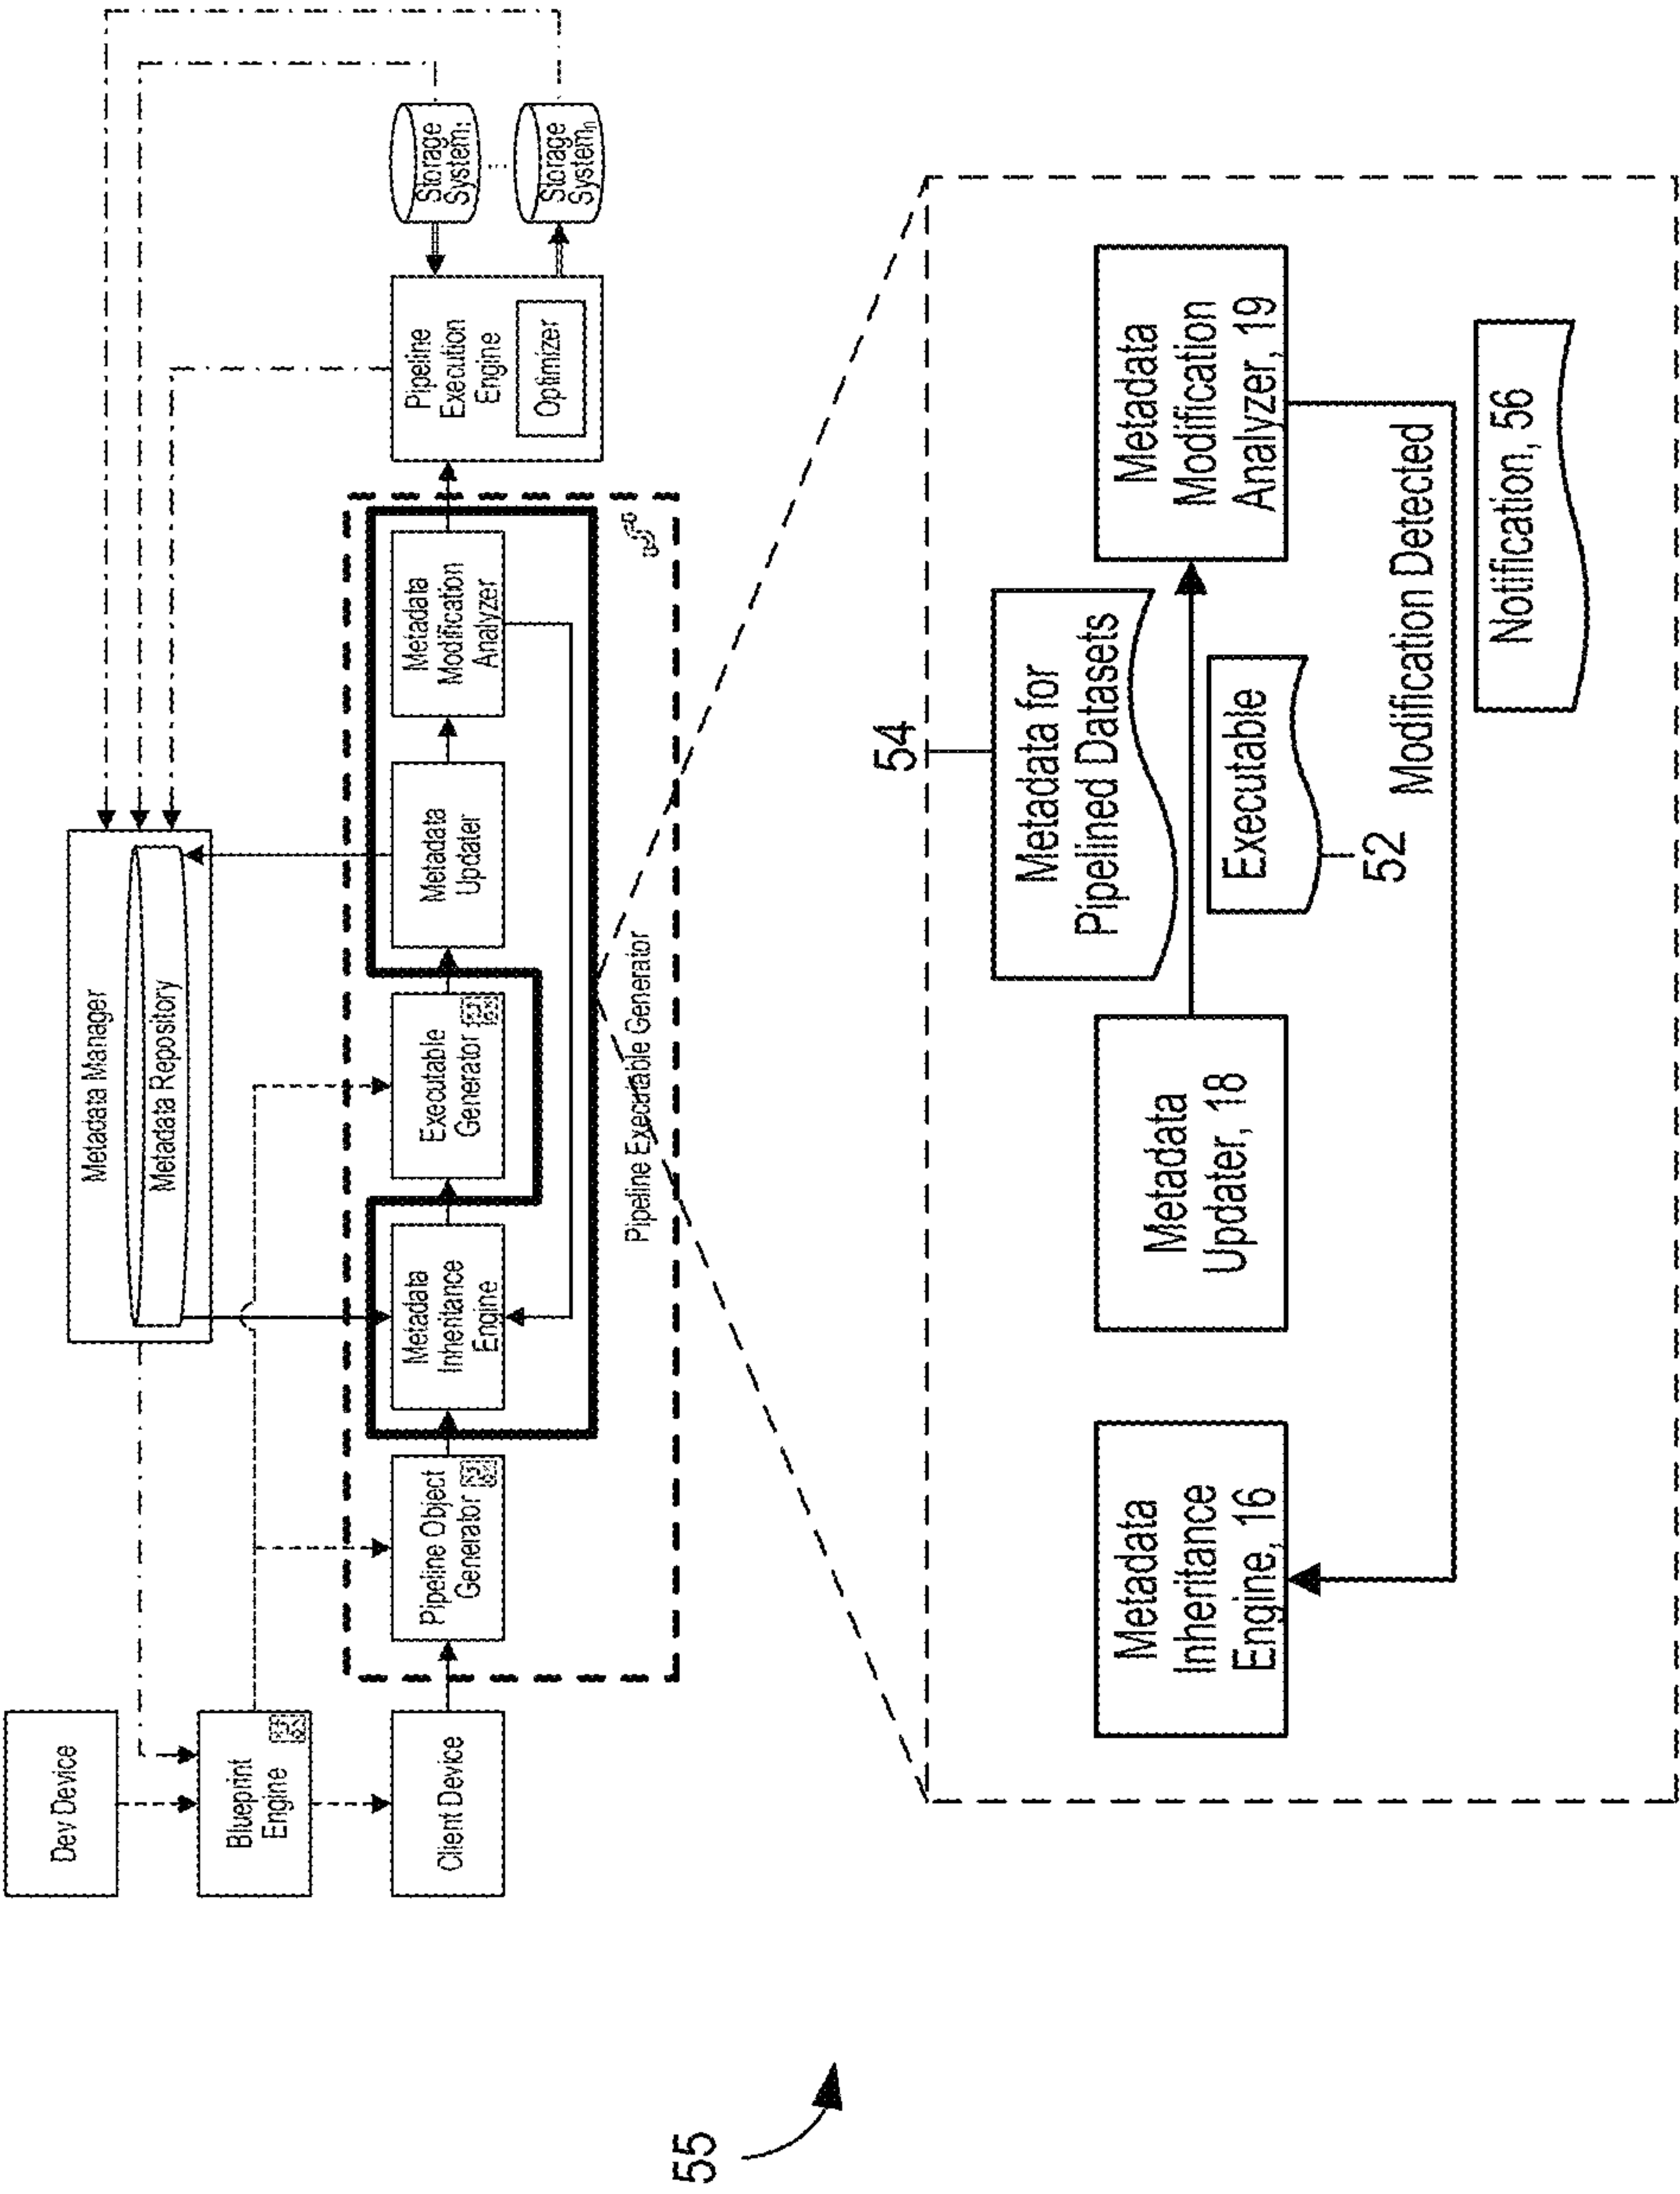 Dev Device
Blueprint
Engine
Client Device
Metadata Manager
Metadata Repository
Pipeline Object
Generator
Metadata
Inheritance
Engine
Executable
Generator
Metadata
Updater
Metadata
Modification
Analyzer
Pipeline Executable Generator
Pipeline
Execution
Engine
Optimizer
Storage
System₁
Storage
Systemₙ
55
54
Metadata for
Pipelined Datasets
Metadata
Inheritance
Engine, 16
Metadata
Updater, 18
Metadata
Modification
Analyzer, 19
Executable
52
Modification Detected
Notification, 56